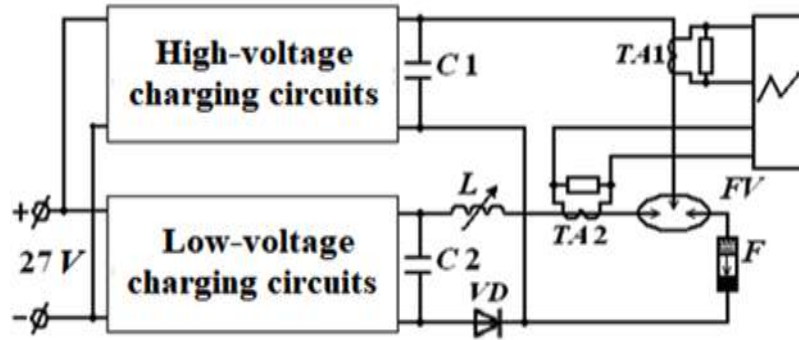 High-voltage
charging circuits
C1
TA1
+
27 V
-
Low-voltage
charging circuits
L
TA2
FV
C2
VD
F